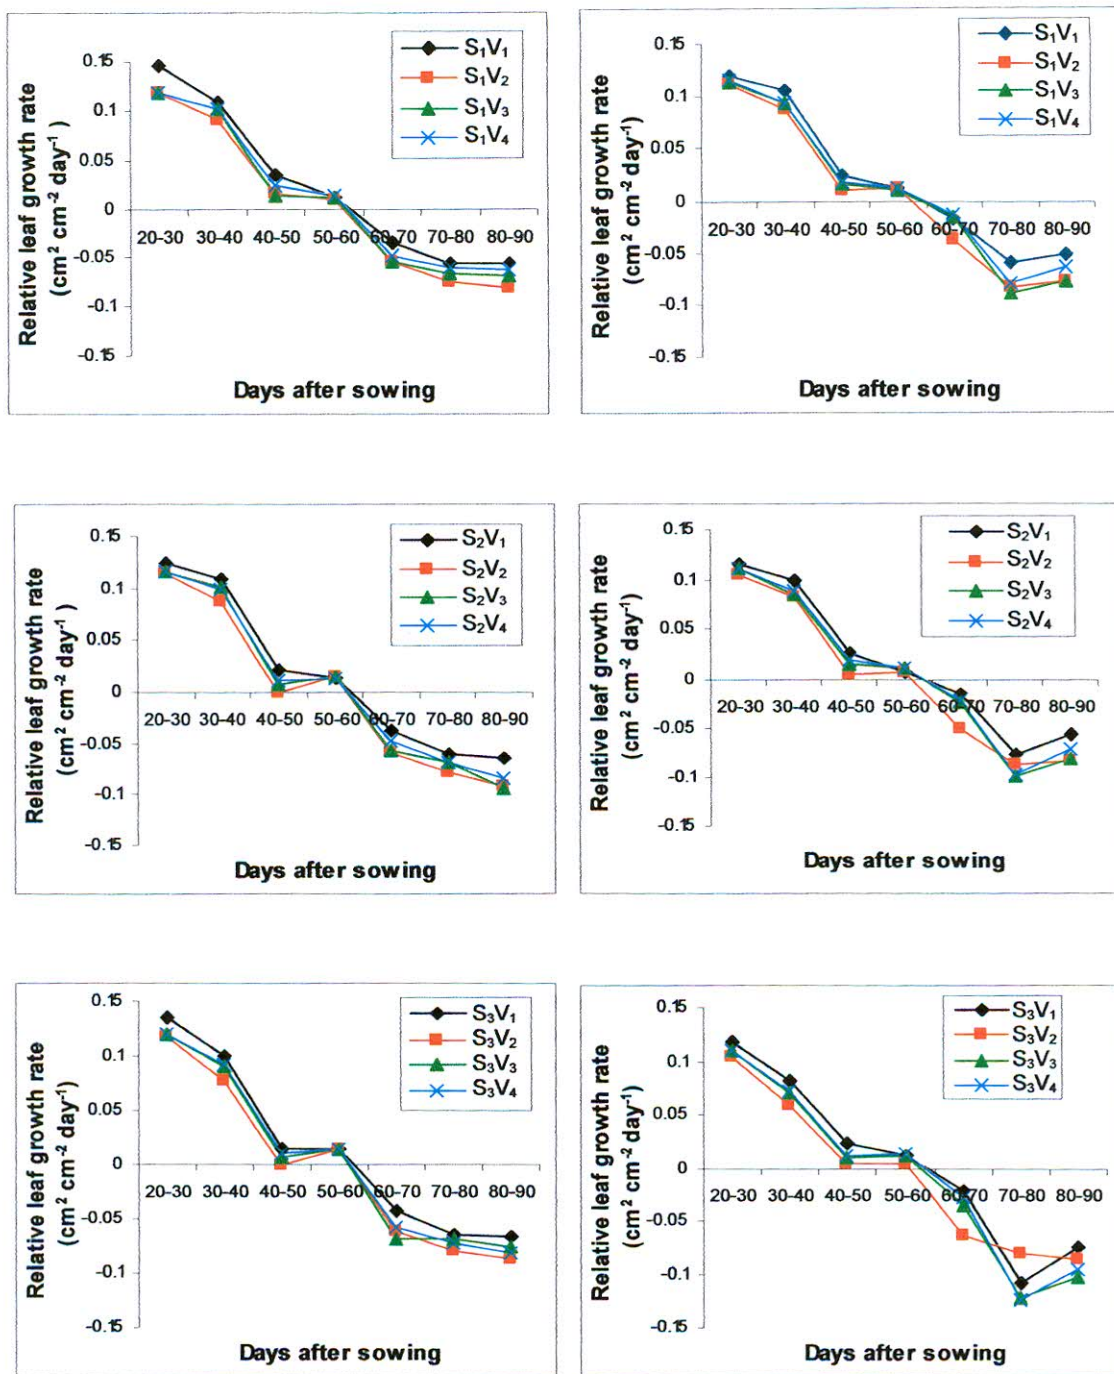 Relative leaf growth rate
(cm² cm⁻² day⁻¹ )
0.15
0.1
0.05
0
-0.05
-0.1
-0.15
20-30 30-40 40-50 50-60 60-70 70-80 80-90
Days after sowing
S₁V₁
S₁V₂
S₁V₃
S₁V₄
Relative leaf growth rate
(cm² cm⁻² day⁻¹)
0.15
0.1
0.05
0
-0.05
-0.1
-0.15
20-30 30-40 40-50 50-60 60-70 70-80 80-90
Days after sowing
S₁V₁
S₁V₂
S₁V₃
S₁V₄
Relative leaf growth rate
(cm² cm⁻² day⁻¹ )
0.15
0.1
0.05
0
-0.05
-0.1
-0.15
20-30 30-40 40-50 50-60 60-70 70-80 80-90
Days after sowing
S₂V₁
S₂V₂
S₂V₃
S₂V₄
Relative leaf growth rate
(cm² cm⁻² day⁻¹)
0.15
0.1
0.05
0
-0.05
-0.1
-0.15
20-30 30-40 40-50 50-60 60-70 70-80 80-90
Days after sowing
S₂V₁
S₂V₂
S₂V₃
S₂V₄
Relative leaf growth rate
(cm² cm⁻² day⁻¹)
0.15
0.1
0.05
0
-0.05
-0.1
-0.15
20-30 30-40 40-50 50-60 60-70 70-80 80-90
Days after sowing
S₃V₁
S₃V₂
S₃V₃
S₃V₄
Relative leaf growth rate
(cm² cm⁻² day⁻¹)
0.15
0.1
0.05
0
-0.05
-0.1
-0.15
20-30 30-40 40-50 50-60 60-70 70-80 80-90
Days after sowing
S₃V₁
S₃V₂
S₃V₃
S₃V₄